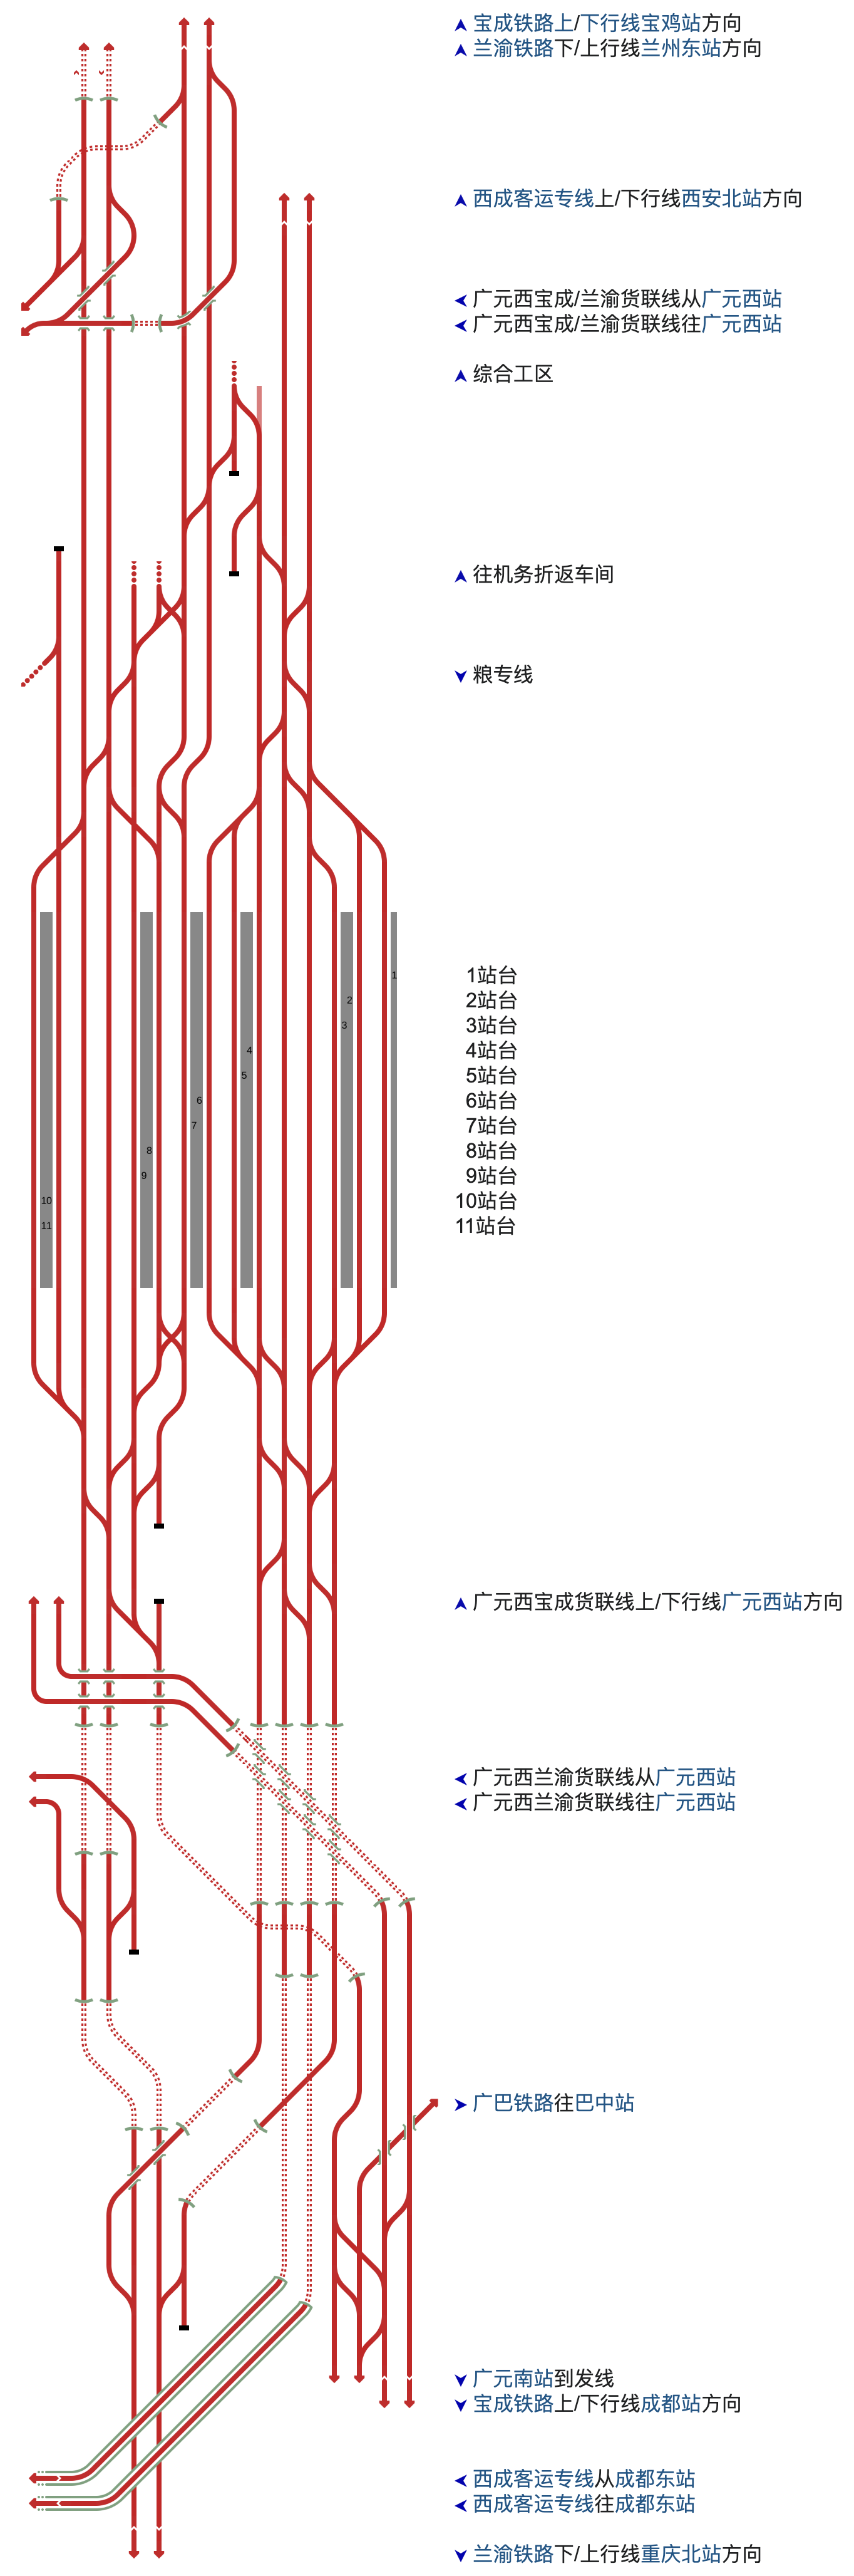 宝成铁路上/下行线宝鸡站方向
兰渝铁路下/上行线兰州东站方向
西成客运专线上/下行线西安北站方向
广元西宝成/兰渝货联线从广元西站
广元西宝成/兰渝货联线往广元西站
综合工区
往机务折返车间
粮专线
1 1站台
2 2站台
3 3站台
4 4站台
5 5站台
6 6站台
7 7站台
8 8站台
9 9站台
10 10站台
11 11站台
广元西宝成货联线上/下行线广元西站方向
广元西兰渝货联线从广元西站
广元西兰渝货联线往广元西站
广巴铁路往巴中站
广元南站到发线
宝成铁路上/下行线成都站方向
西成客运专线从成都东站
西成客运专线往成都东站
兰渝铁路下/上行线重庆北站方向